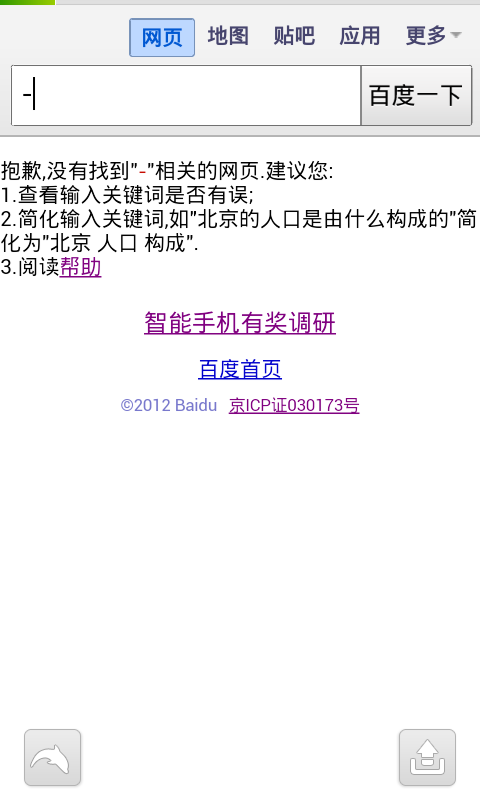 网页 地图 贴吧 应用 更多
- 百度一下
抱歉,没有找到"-"相关的网页.建议您:
1.查看输入关键词是否有误;
2.简化输入关键词,如"北京的人口是由什么构成的"简
化为"北京 人口 构成".
3.阅读帮助
智能手机有奖调研
百度首页
©2012 Baidu 京ICP证030173号